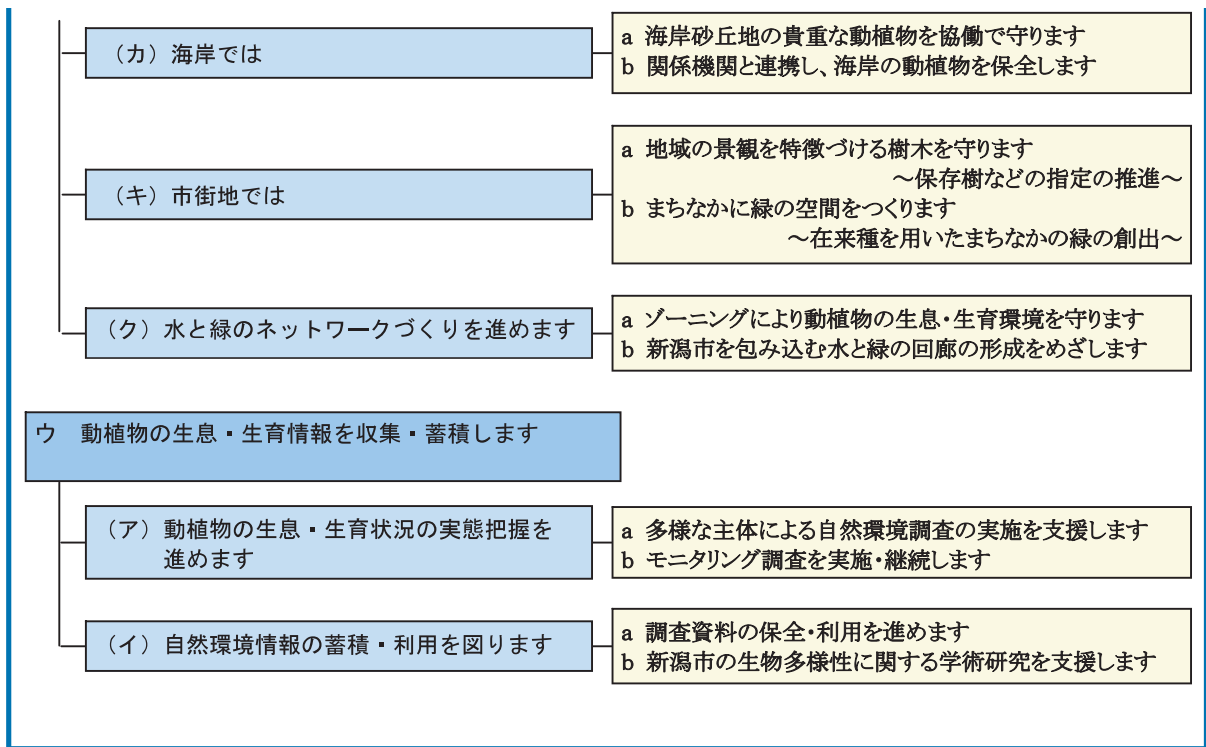 （カ）海岸では
a 海岸砂丘地の貴重な動植物を協働で守ります
b 関係機関と連携し、海岸の動植物を保全します
（キ）市街地では
a 地域の景観を特徴づける樹木を守ります
～保存樹などの指定の推進～
b まちなかに緑の空間をつくります
～在来種を用いたまちなかの緑の創出～
（ク）水と緑のネットワークづくりを進めます
a ゾーニングにより動植物の生息・生育環境を守ります
b 新潟市を包み込む水と緑の回廊の形成をめざします
ウ　動植物の生息・生育情報を収集・蓄積します
（ア）動植物の生息・生育状況の実態把握を
進めます
a 多様な主体による自然環境調査の実施を支援します
b モニタリング調査を実施・継続します
（イ）自然環境情報の蓄積・利用を図ります
a 調査資料の保全・利用を進めます
b 新潟市の生物多様性に関する学術研究を支援します